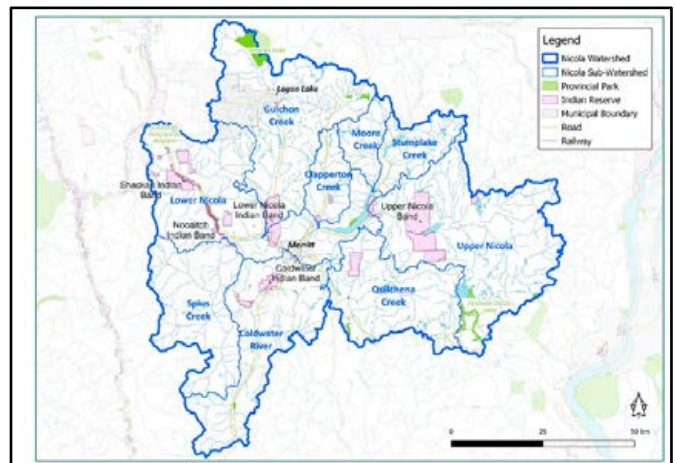 Legend
Nicola Watershed
Nicola Sub-Watershed
Provincial Park
Indian Reserve
Municipal Boundary
Road
Railway
Logan Lake
Guichon
Creek
Moore
Creek
Stumplake
Creek
Clapperton
Creek
Shackan Indian
Band
Lower Nicola
Lower Nicola
Indian Band
Upper Nicola
Band
Nooaitch
Indian Band
Merritt
Upper Nicola
Coldwater
Indian Band
Quilchena
Creek
Spius
Creek
Coldwater
River
0
25
50 km